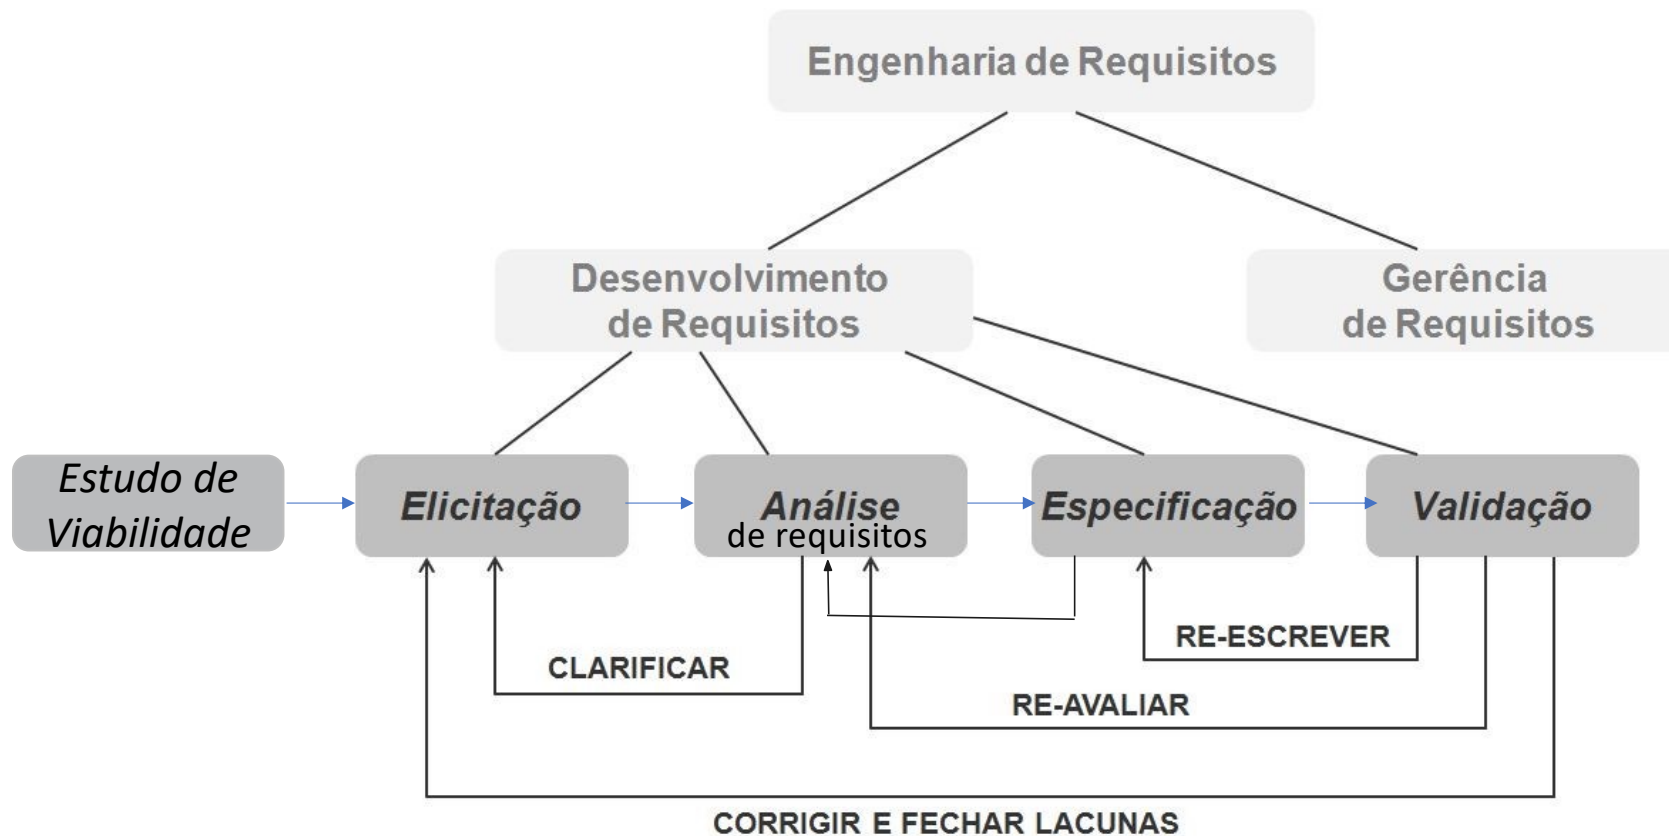 Engenharia de Requisitos
Desenvolvimento
de Requisitos
Gerência
de Requisitos
Estudo de
Viabilidade
Elicitação
Análise
de requisitos
Especificação
Validação
RE-ESCREVER
CLARIFICAR
RE-AVALIAR
CORRIGIR E FECHAR LACUNAS